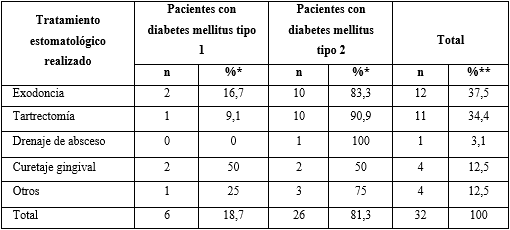 Tratamiento estomatológico realizado
Pacientes con diabetes mellitus tipo 1
Pacientes con diabetes mellitus tipo 2
Total
n %* n %* n %**
Exodoncia 2 16,7 10 83,3 12 37,5
Tartrectomía 1 9,1 10 90,9 11 34,4
Drenaje de absceso 0 0 1 100 1 3,1
Curetaje gingival 2 50 2 50 4 12,5
Otros 1 25 3 75 4 12,5
Total 6 18,7 26 81,3 32 100